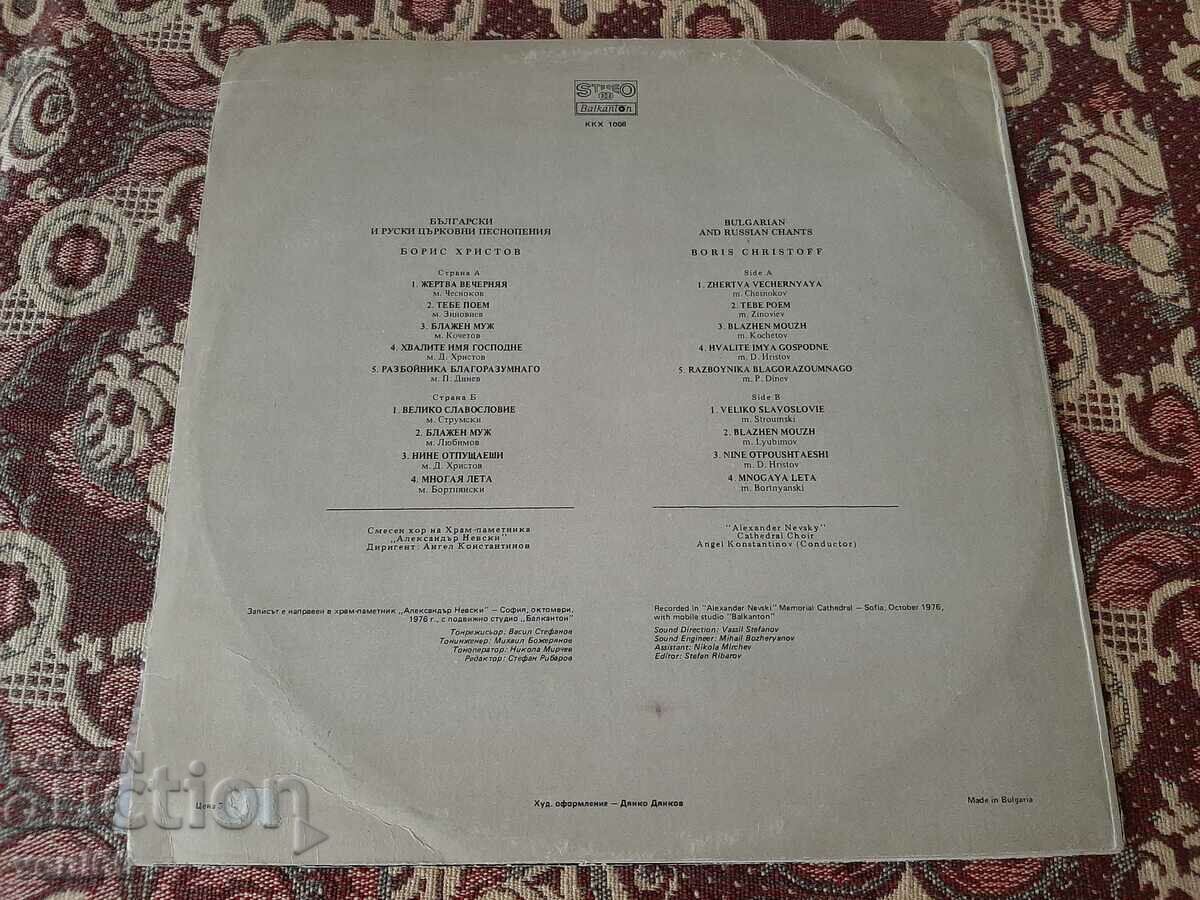 STEREO
Balkanton
ККХ 1006
БЪЛГАРСКИ
И РУСКИ ЦЪРКОВНИ ПЕСНОПЕНИЯ
БОРИС ХРИСТОВ
Страна А
1. ЖЕРТВА ВЕЧЕРНЯЯ
м. Чесноков
2. ТЕБЕ ПОЕМ
м. Зиновиев
3. БЛАЖЕН МУЖ
м. Кочетов
4. ХВАЛИТЕ ИМЯ ГОСПОДНЕ
м. Д. Христов
5. РАЗБОЙНИКА БЛАГОРАЗУМНАГО
м. П. Динев
Страна Б
1. ВЕЛИКО СЛАВОСЛОВИЕ
м. Струмски
2. БЛАЖЕН МУЖ
м. Любимов
3. НИНЕ ОТПУЩАЕШИ
м. Д. Христов
4. МНОГАЯ ЛЕТА
м. Бортнянски
Смесен хор на Храм-паметника
„Александър Невски"
Диригент: Ангел Константинов
Записът е направен в храм-паметник „Александър Невски" – София, октомври,
1976 г., с подвижно студио „Балкантон"
Тонрежисьор: Васил Стефанов
Тонинженер: Михаил Божерянов
Тоноператор: Никола Мирчев
Редактор: Стефан Рибаров
BULGARIAN
AND RUSSIAN CHANTS
BORIS CHRISTOFF
Side A
1. ZHERTVA VECHERNYAYA
m. Chesnokov
2. TEBE POEM
m. Zinoviev
3. BLAZHEN MOUZH
m. Kochetov
4. HVALITE IMYA GOSPODNE
m. D. Hristov
5. RAZBOYNIKA BLAGORAZOUMNAGO
m. P. Dinev
Side B
1. VELIKO SLAVOSLOVIE
m. Stroumski
2. BLAZHEN MOUZH
m. Lyubimov
3. NINE OTPOUSHTAESHI
m. D. Hristov
4. MNOGAYA LETA
m. Bortnyanski
"Alexander Nevsky"
Cathedral Choir
Angel Konstantinov (Conductor)
Recorded in "Alexander Nevski" Memorial Cathedral – Sofia, October 1976,
with mobile studio "Balkanton"
Sound Direction: Vassil Stefanov
Sound Engineer: Mihail Bozheryanov
Assistant: Nikola Mirchev
Editor: Stefan Ribarov
BALKAN
auction
Цена
Худ. оформление – Дянко Дянков
Made in Bulgaria